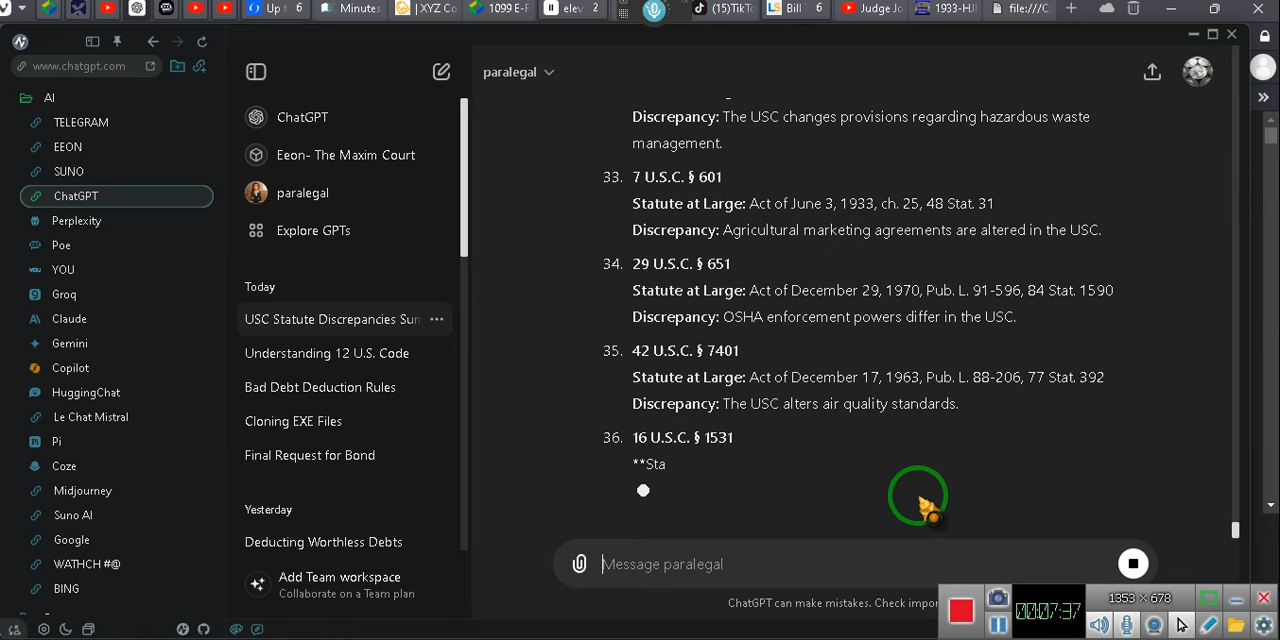 Up t 6
Minutes
XYZ Co
1099 E-F
elev 2
(15)TikTo
Bill 6
Judge Jo
1933-HJF
file:///C:
www.chatgpt.com
AI
TELEGRAM
EEON
SUNO
ChatGPT
Perplexity
Poe
YOU
Groq
Claude
Gemini
Copilot
HuggingChat
Le Chat Mistral
Pi
Coze
Midjourney
Suno AI
Google
WATHCH #@
BING
ChatGPT
Eeon- The Maxim Court
paralegal
Explore GPTs
Today
USC Statute Discrepancies Sun
Understanding 12 U.S. Code
Bad Debt Deduction Rules
Cloning EXE Files
Final Request for Bond
Yesterday
Deducting Worthless Debts
Add Team workspace
Collaborate on a Team plan
paralegal
Discrepancy: The USC changes provisions regarding hazardous waste
management.
33. 7 U.S.C. § 601
Statute at Large: Act of June 3, 1933, ch. 25, 48 Stat. 31
Discrepancy: Agricultural marketing agreements are altered in the USC.
34. 29 U.S.C. § 651
Statute at Large: Act of December 29, 1970, Pub. L. 91-596, 84 Stat. 1590
Discrepancy: OSHA enforcement powers differ in the USC.
35. 42 U.S.C. § 7401
Statute at Large: Act of December 17, 1963, Pub. L. 88-206, 77 Stat. 392
Discrepancy: The USC alters air quality standards.
36. 16 U.S.C. § 1531
**Sta
Message paralegal
ChatGPT can make mistakes. Check impor
00:07:37
1353 × 678